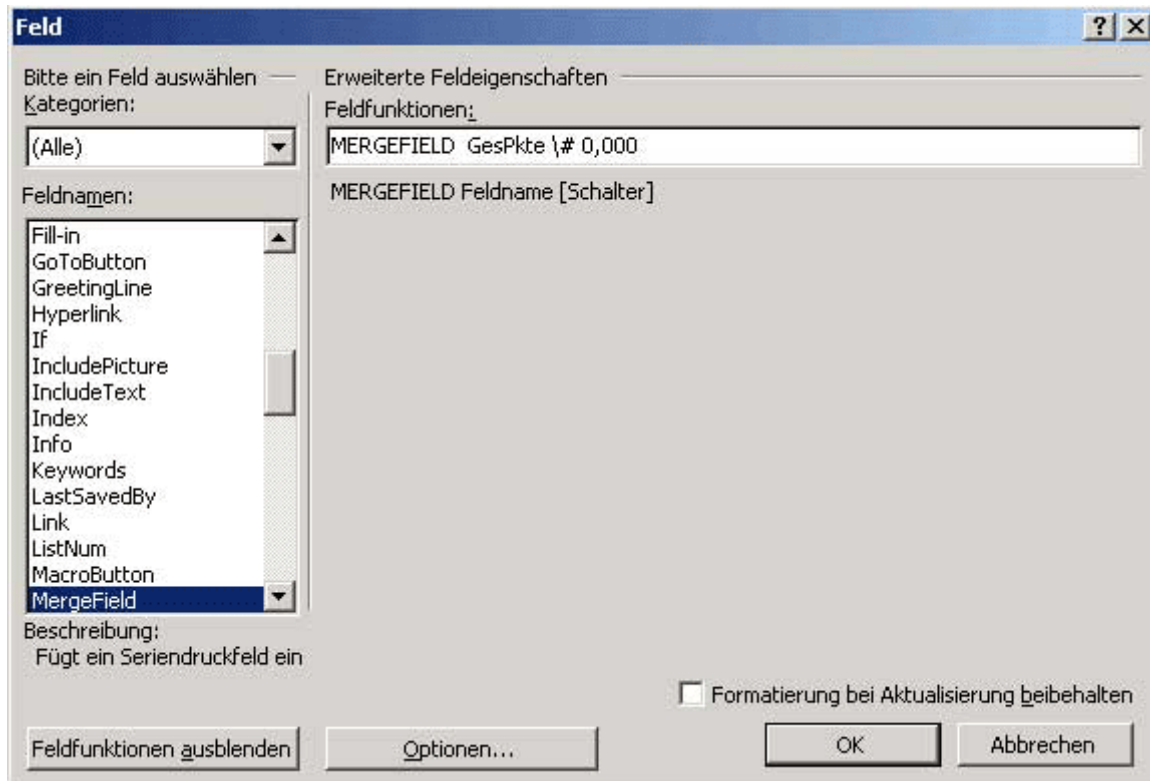 Feld
Bitte ein Feld auswählen
Kategorien:
(Alle)
Feldnamen:
Fill-in
GoToButton
GreetingLine
Hyperlink
If
IncludePicture
IncludeText
Index
Info
Keywords
LastSavedBy
Link
ListNum
MacroButton
MergeField
Beschreibung:
Fügt ein Seriendruckfeld ein
Erweiterte Feldeigenschaften
Feldfunktionen:
MERGEFIELD  GesPkte \# 0,000
MERGEFIELD Feldname [Schalter]
Formatierung bei Aktualisierung beibehalten
Feldfunktionen ausblenden
Optionen...
OK
Abbrechen